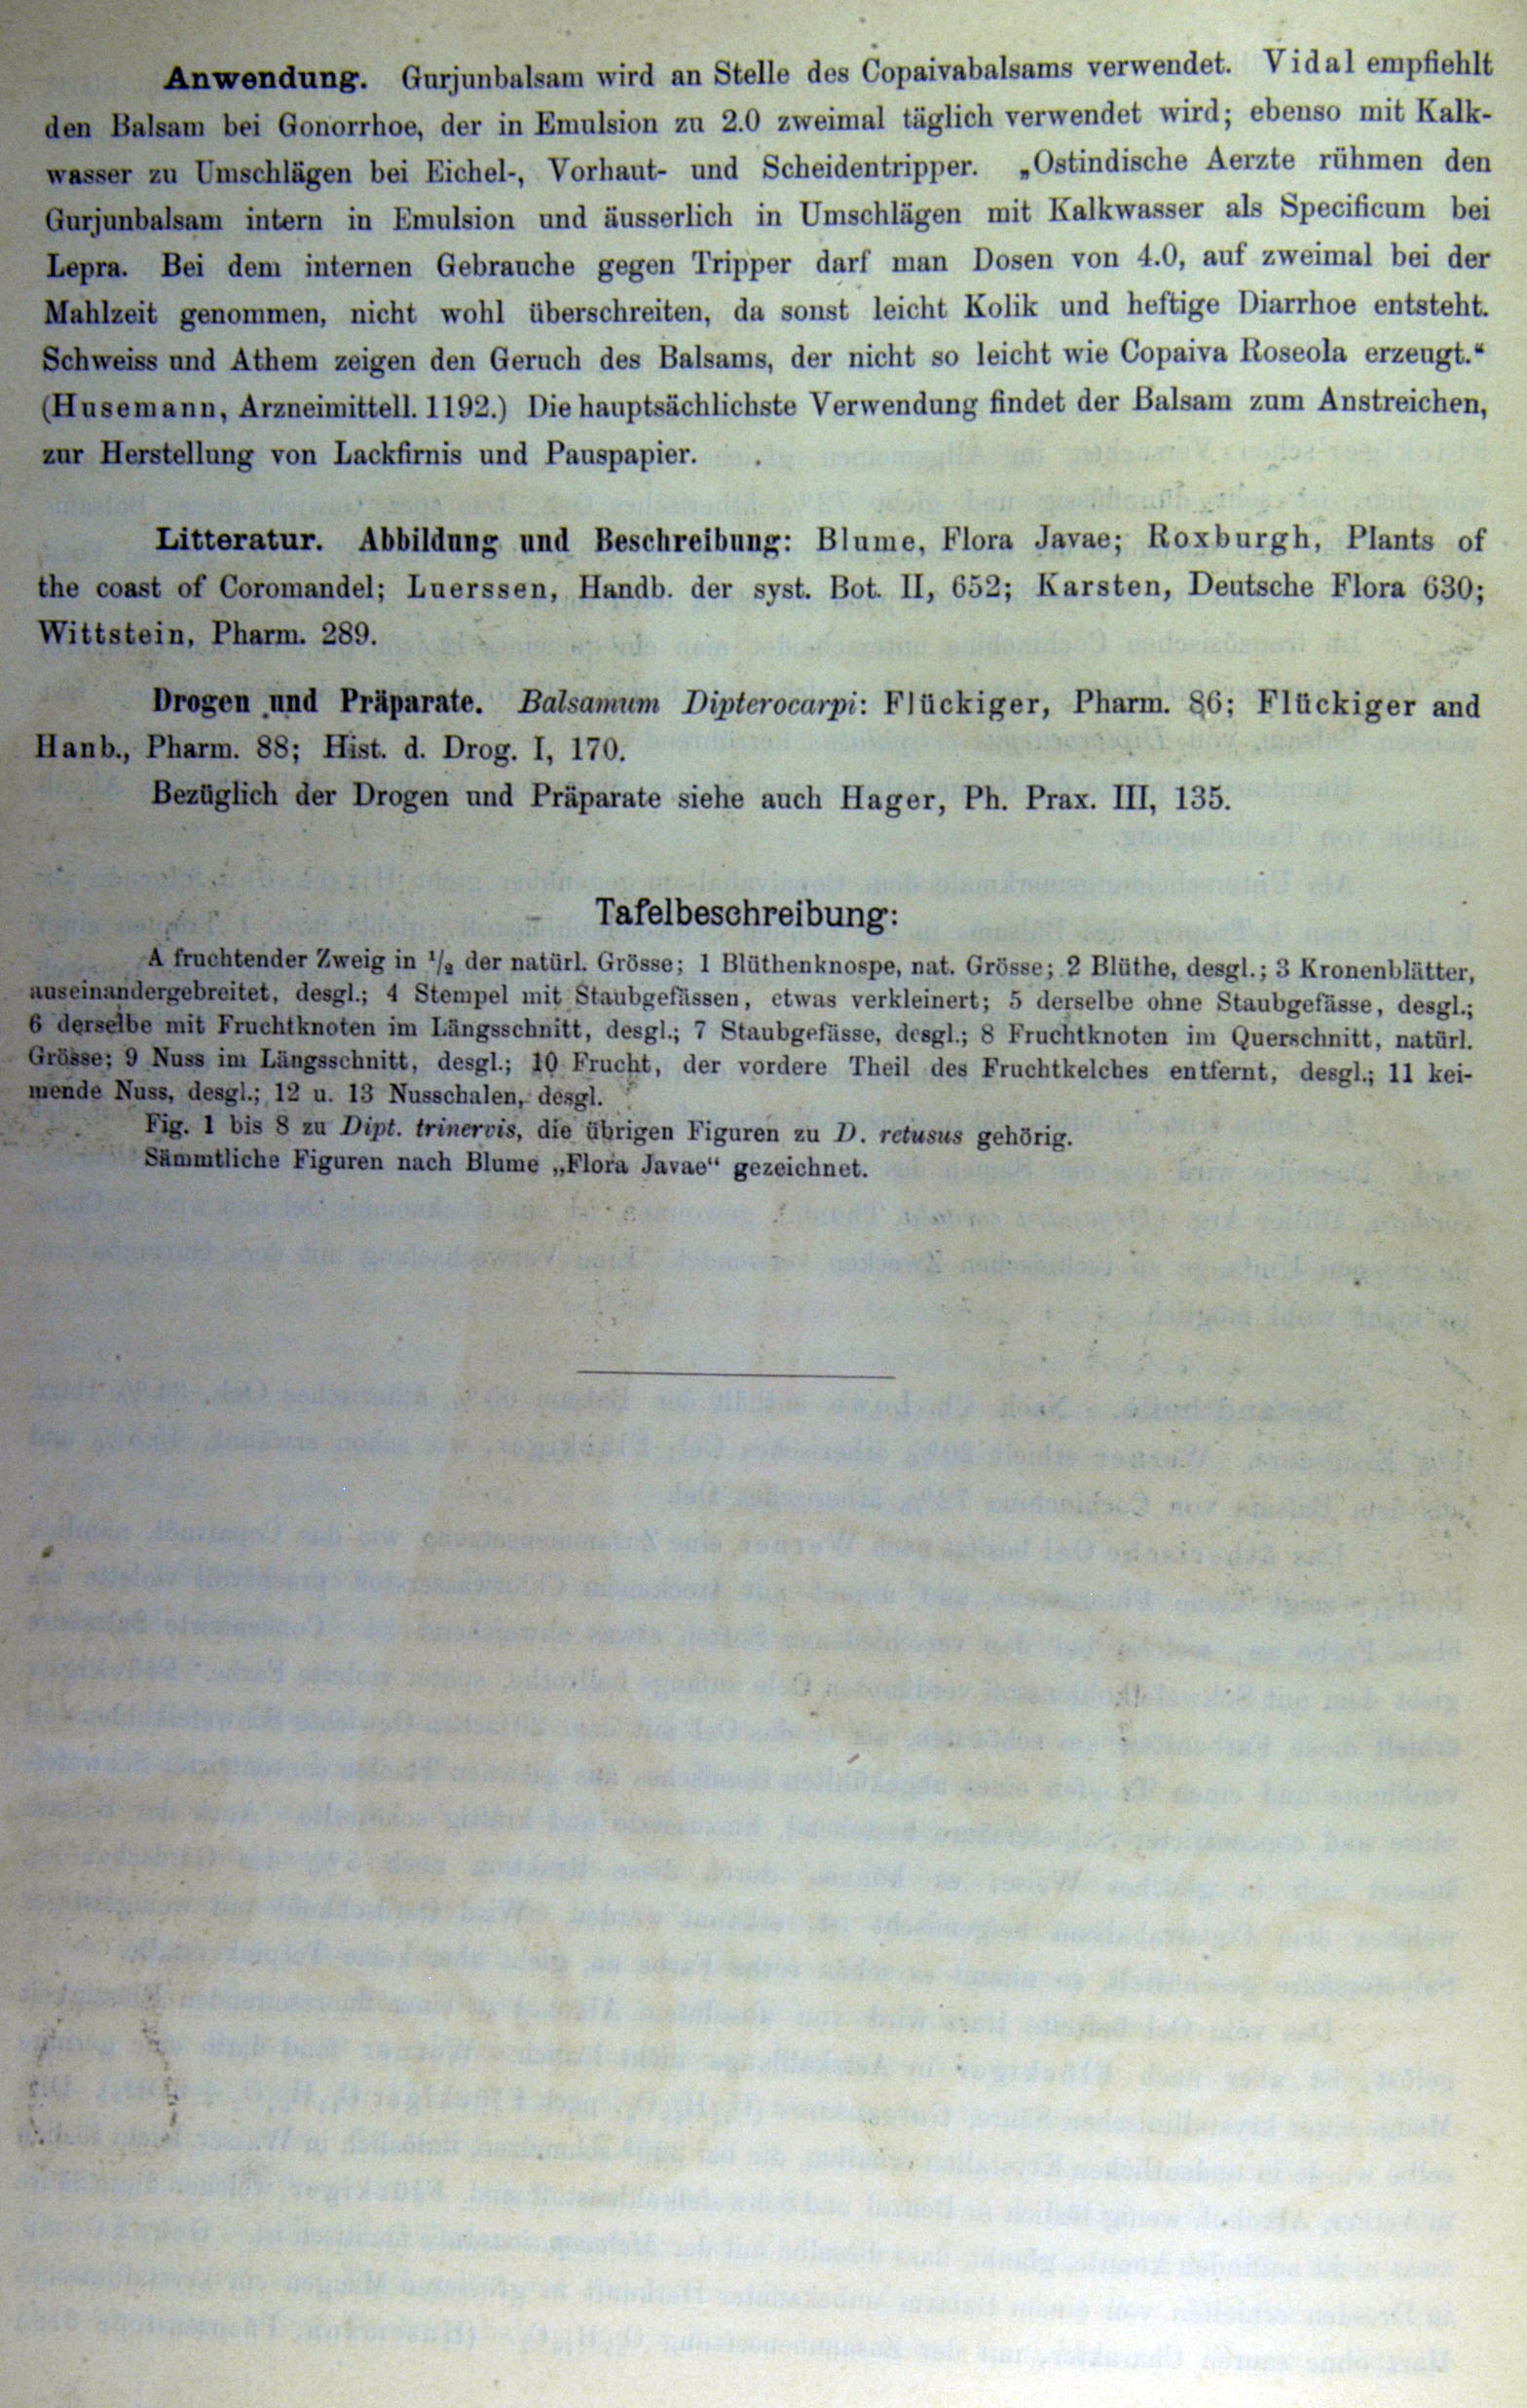 Anwendung. Gurjunbalsam wird an Stelle des Copaivabalsams verwendet. Vidal empfiehlt
den Balsam bei Gonorrhoe, der in Emulsion zu 2.0 zweimal täglich verwendet wird; ebenso mit Kalk-
wasser zu Umschlägen bei Eichel-, Vorhaut- und Scheidentripper. „Ostindische Aerzte rühmen den
Gurjunbalsam intern in Emulsion und äusserlich in Umschlägen mit Kalkwasser als Specificum bei
Lepra. Bei dem internen Gebrauche gegen Tripper darf man Dosen von 4.0, auf zweimal bei der
Mahlzeit genommen, nicht wohl überschreiten, da sonst leicht Kolik und heftige Diarrhoe entsteht.
Schweiss und Athem zeigen den Geruch des Balsams, der nicht so leicht wie Copaiva Roseola erzeugt.“
(Husemann, Arzneimittell. 1192.) Die hauptsächlichste Verwendung findet der Balsam zum Anstreichen,
zur Herstellung von Lackfirnis und Pauspapier.
Litteratur. Abbildung und Beschreibung: Blume, Flora Javae; Roxburgh, Plants of
the coast of Coromandel; Luerssen, Handb. der syst. Bot. II, 652; Karsten, Deutsche Flora 630;
Wittstein, Pharm. 289.
Drogen und Präparate. Balsamum Dipterocarpi: Flückiger, Pharm. 86; Flückiger and
Hanb., Pharm. 88; Hist. d. Drog. I, 170.
Bezüglich der Drogen und Präparate siehe auch Hager, Ph. Prax. III, 135.
Tafelbeschreibung:
A fruchtender Zweig in 1/2 der natürl. Grösse; 1 Blüthenknospe, nat. Grösse; 2 Blüthe, desgl.; 3 Kronenblätter,
auseinandergebreitet, desgl.; 4 Stempel mit Staubgefässen, etwas verkleinert; 5 derselbe ohne Staubgefässe, desgl.;
6 derselbe mit Fruchtknoten im Längsschnitt, desgl.; 7 Staubgefässe, desgl.; 8 Fruchtknoten im Querschnitt, natürl.
Grösse; 9 Nuss im Längsschnitt, desgl.; 10 Frucht, der vordere Theil des Fruchtkelches entfernt, desgl.; 11 kei-
mende Nuss, desgl.; 12 u. 13 Nusschalen, desgl.
Fig. 1 bis 8 zu Dipt. trinervis, die übrigen Figuren zu D. retusus gehörig.
Sämmtliche Figuren nach Blume „Flora Javae“ gezeichnet.